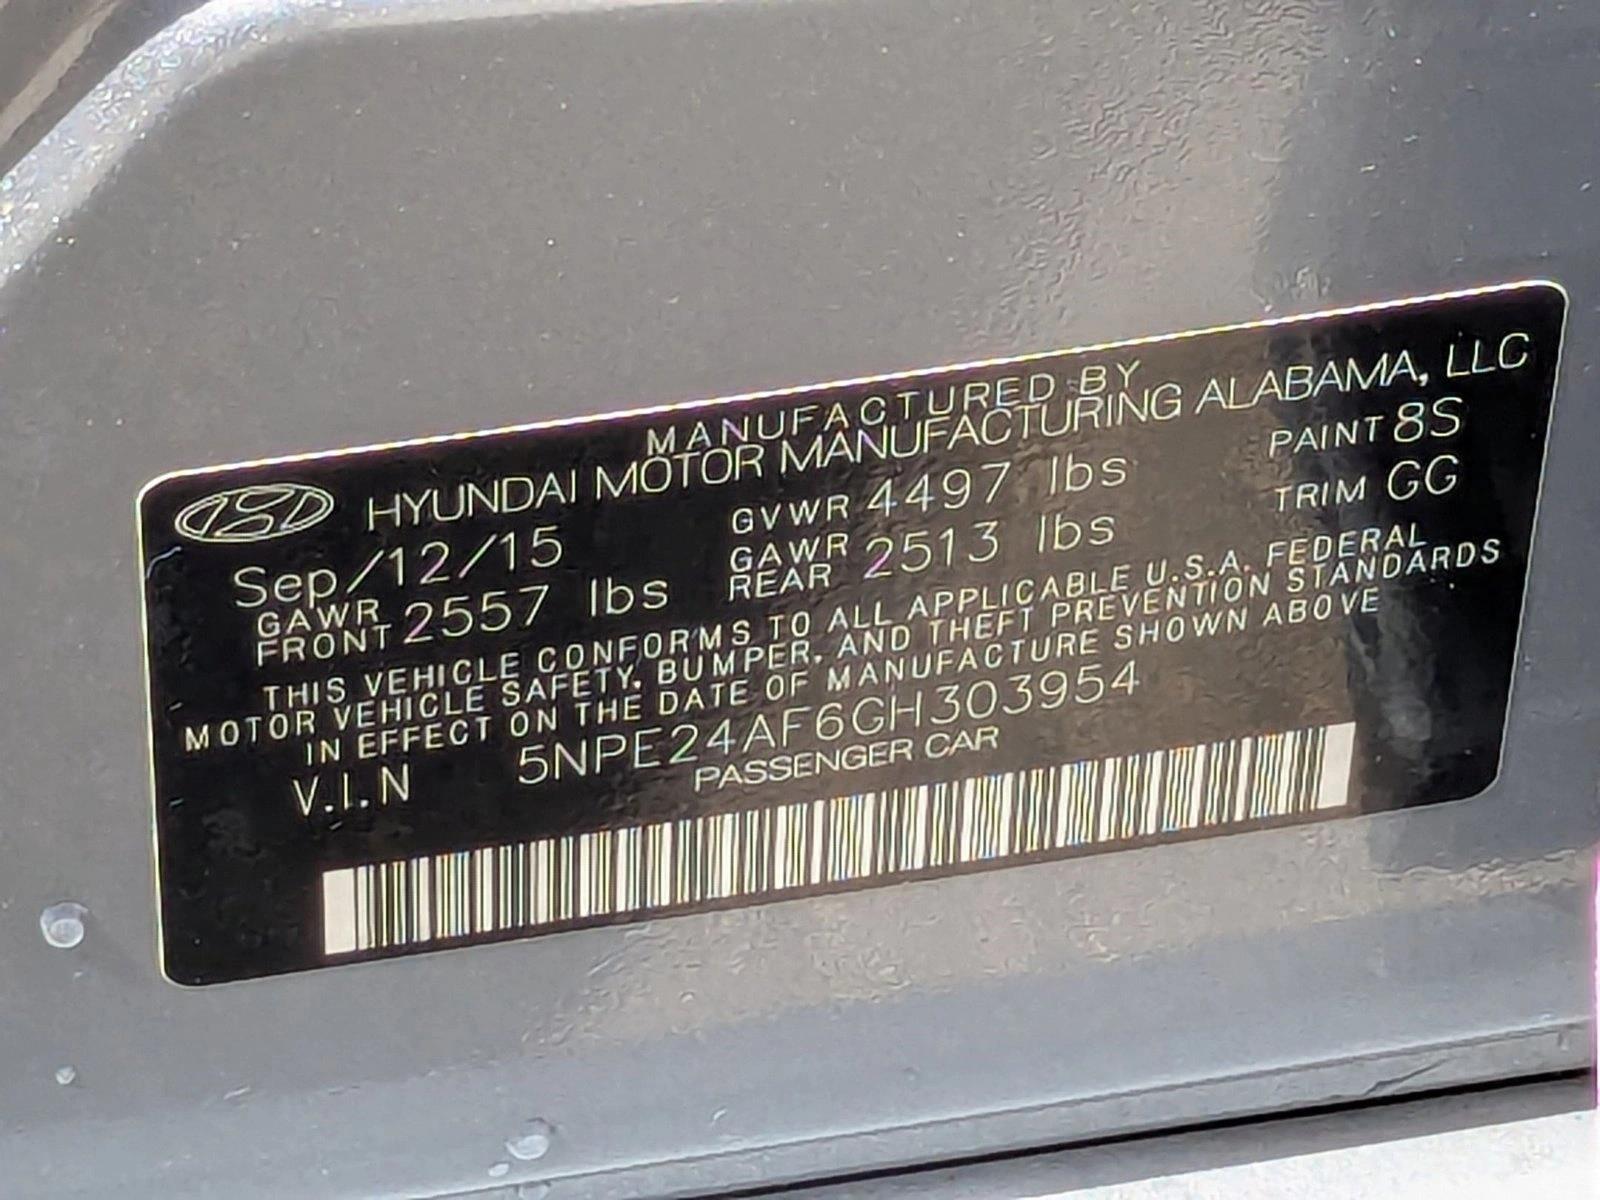 MANUFACTURED BY
HYUNDAI MOTOR MANUFACTURING ALABAMA, LLC
Sep/12/15 GVWR 4497 lbs PAINT 8S
GAWR FRONT 2557 lbs GAWR REAR 2513 lbs TRIM GG
THIS VEHICLE CONFORMS TO ALL APPLICABLE U.S.A. FEDERAL
MOTOR VEHICLE SAFETY, BUMPER, AND THEFT PREVENTION STANDARDS
IN EFFECT ON THE DATE OF MANUFACTURE SHOWN ABOVE
V.I.N 5NPE24AF6GH303954
PASSENGER CAR